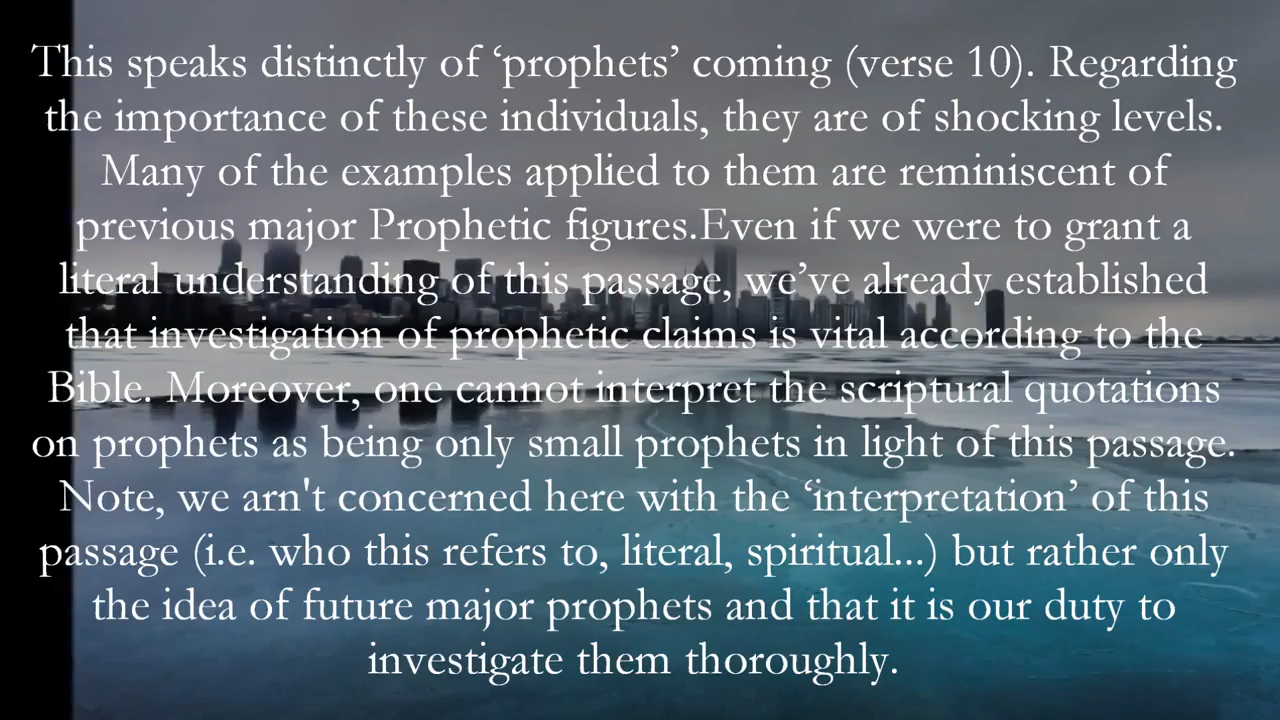 This speaks distinctly of ‘prophets’ coming (verse 10). Regarding
the importance of these individuals, they are of shocking levels.
Many of the examples applied to them are reminiscent of
previous major Prophetic figures.Even if we were to grant a
literal understanding of this passage, we’ve already established
that investigation of prophetic claims is vital according to the
Bible. Moreover, one cannot interpret the scriptural quotations
on prophets as being only small prophets in light of this passage.
Note, we arn't concerned here with the ‘interpretation’ of this
passage (i.e. who this refers to, literal, spiritual...) but rather only
the idea of future major prophets and that it is our duty to
investigate them thoroughly.